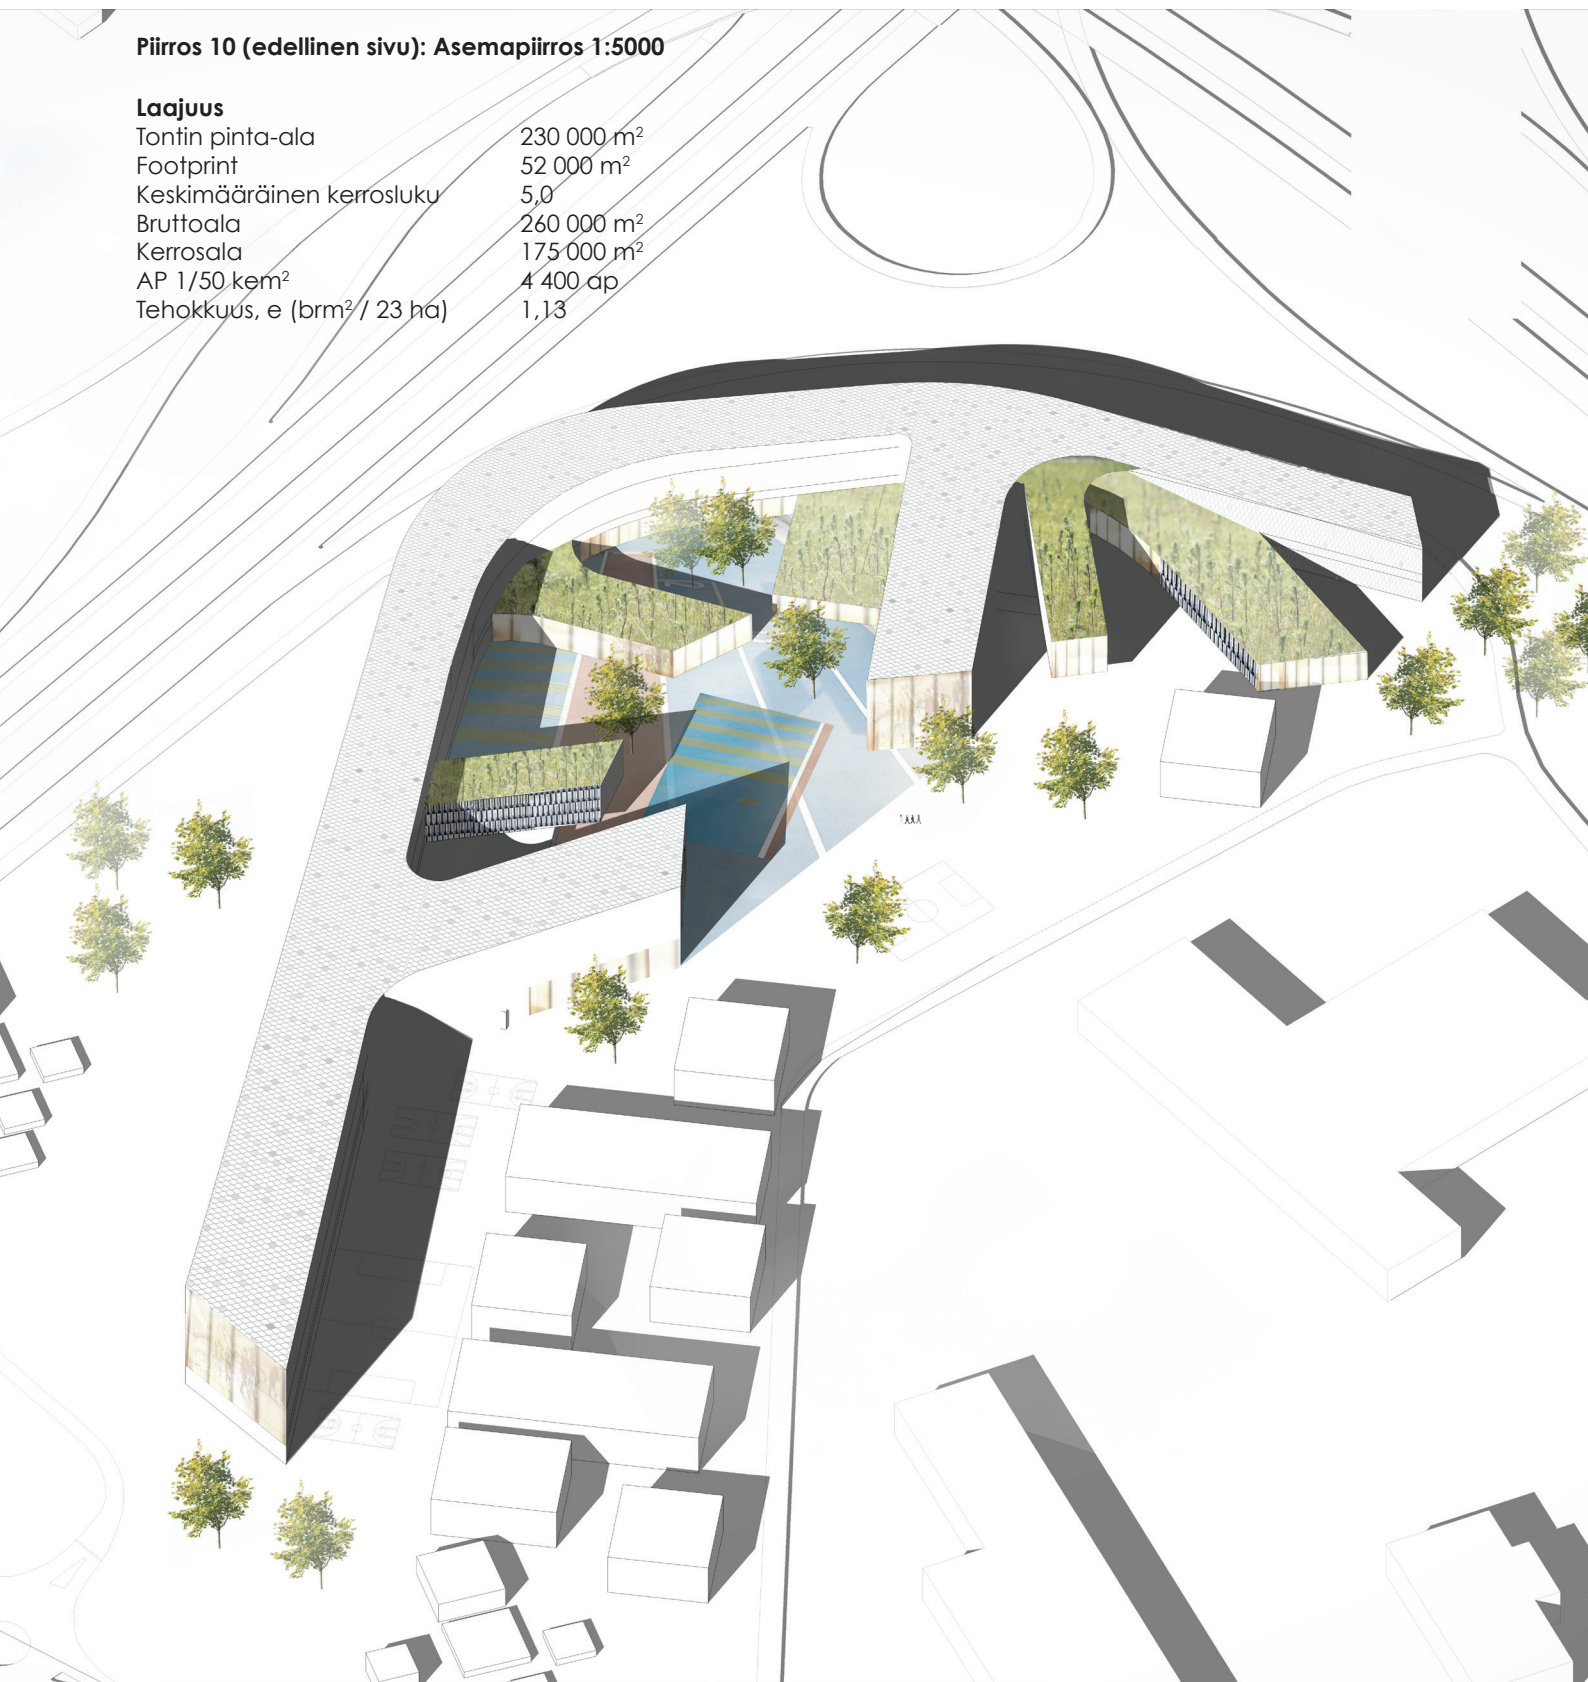 Piirros 10 (edellinen sivu): Asemapiirros 1:5000
Laajuus
Tontin pinta-ala 230 000 m²
Footprint 52 000 m²
Keskimääräinen kerrosluku 5,0
Bruttoala 260 000 m²
Kerrosala 175 000 m²
AP 1/50 kem² 4 400 ap
Tehokkuus, e (brm² / 23 ha) 1,13